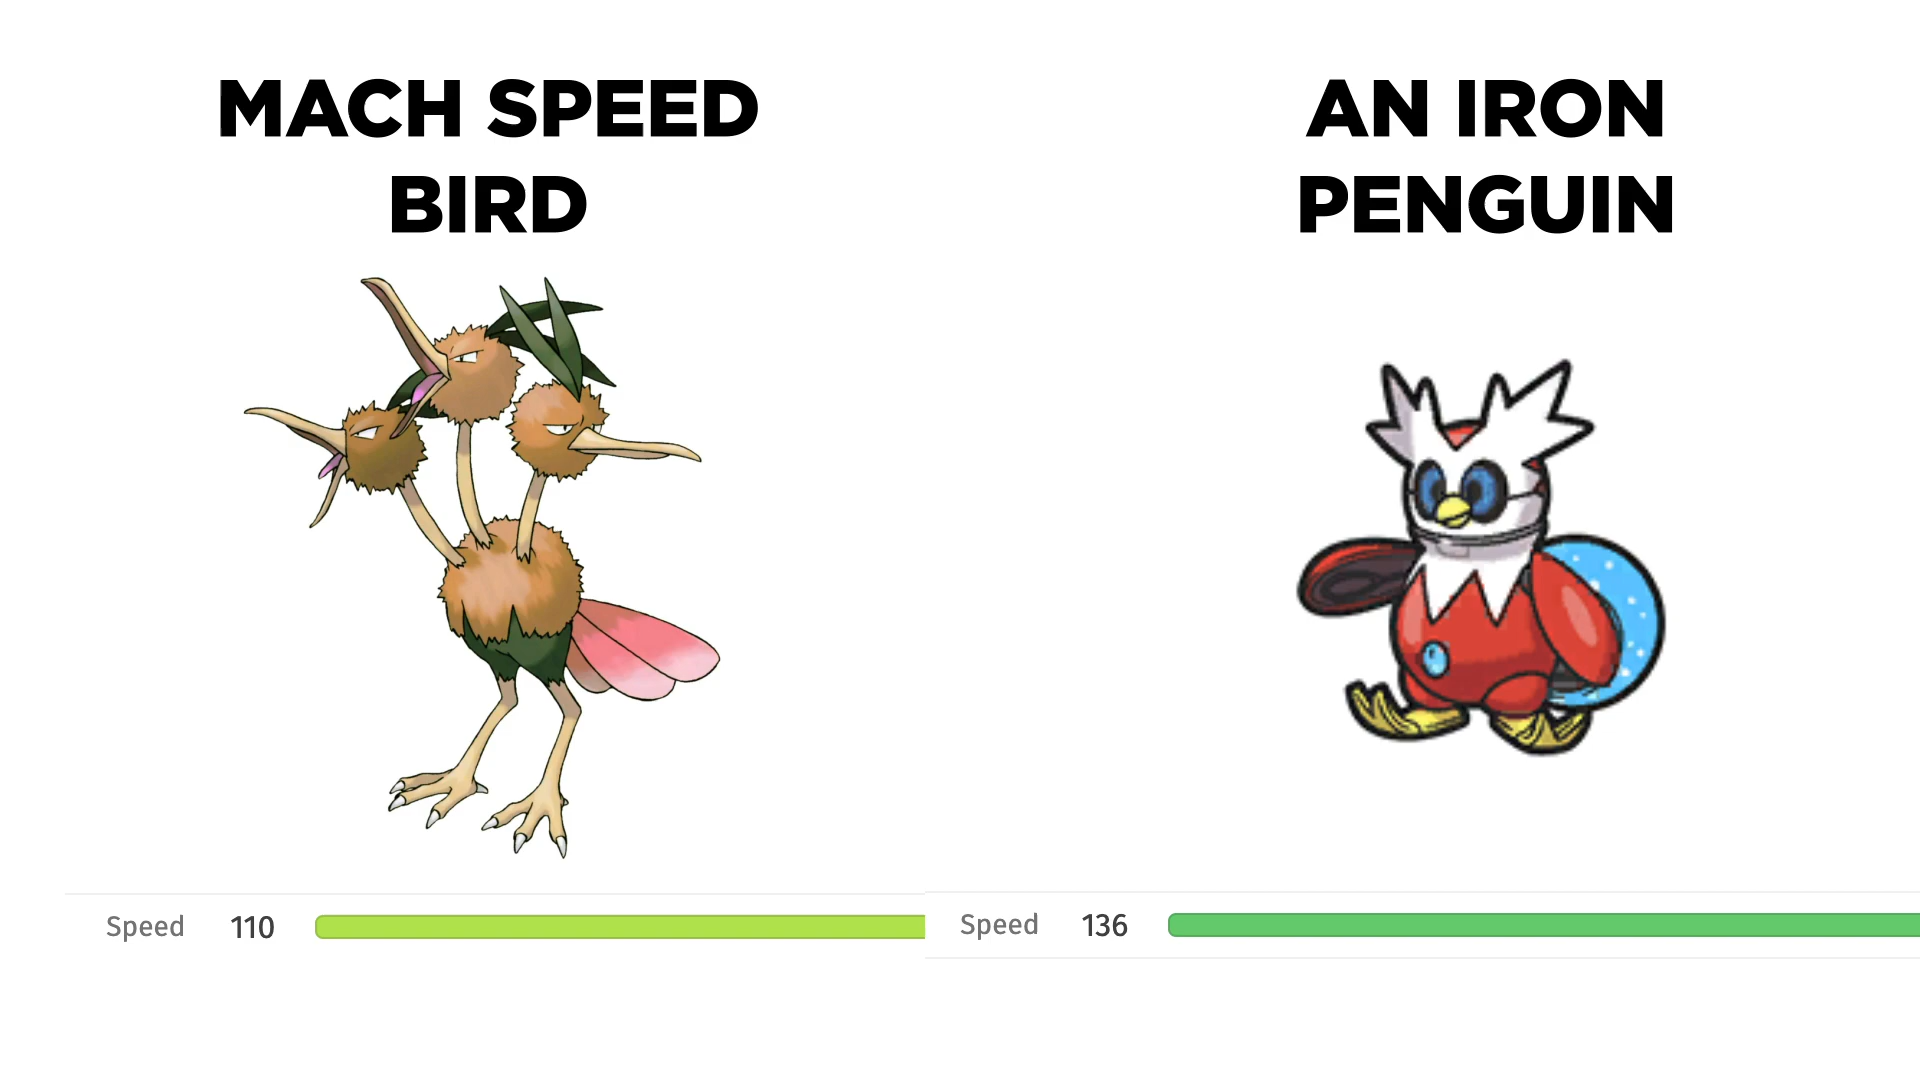 MACH SPEED
BIRD
AN IRON
PENGUIN
Speed 110
Speed 136